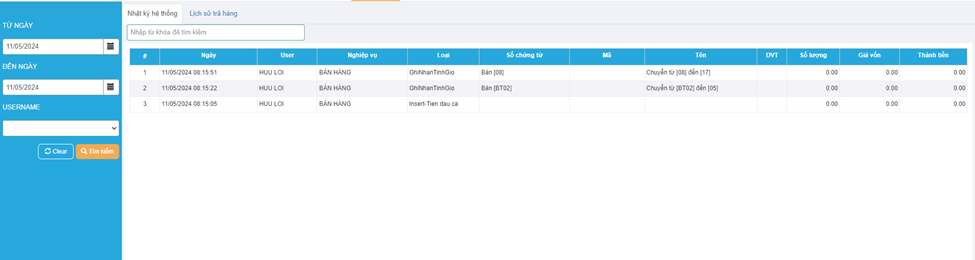 Nhật ký hệ thống Lịch sử trả hàng
TỪ NGÀY
Nhập từ khóa để tìm kiếm
11/05/2024
# Ngày User Nghiệp vụ Loại Số chứng từ Mã Tên DVT Số lượng Giá vốn Thành tiền
ĐẾN NGÀY
1 11/05/2024 08:15:51 HUU LOI BÁN HÀNG GhiNhanTinhGio Bàn [08] Chuyển từ [08] đến [17] 0.00 0.00 0.00
11/05/2024
2 11/05/2024 08:15:22 HUU LOI BÁN HÀNG GhiNhanTinhGio Bàn [BT02] Chuyển từ [BT02] đến [05] 0.00 0.00 0.00
USERNAME
3 11/05/2024 08:15:05 HUU LOI BÁN HÀNG Insert-Tien dau ca 0.00 0.00 0.00
Clear Tìm kiếm